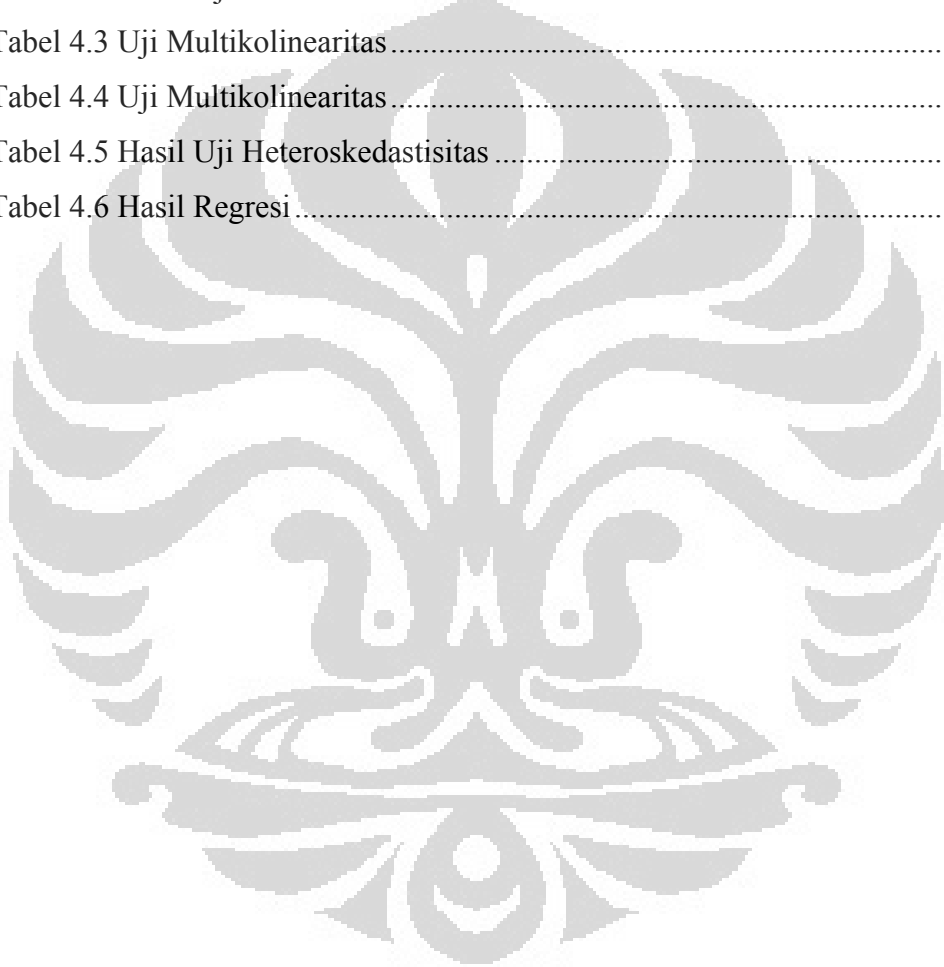 Tabel 4.3 Uji Multikolinearitas........................................................................
Tabel 4.4 Uji Multikolinearitas........................................................................
Tabel 4.5 Hasil Uji Heteroskedastisitas..........................................................
Tabel 4.6 Hasil Regresi...................................................................................